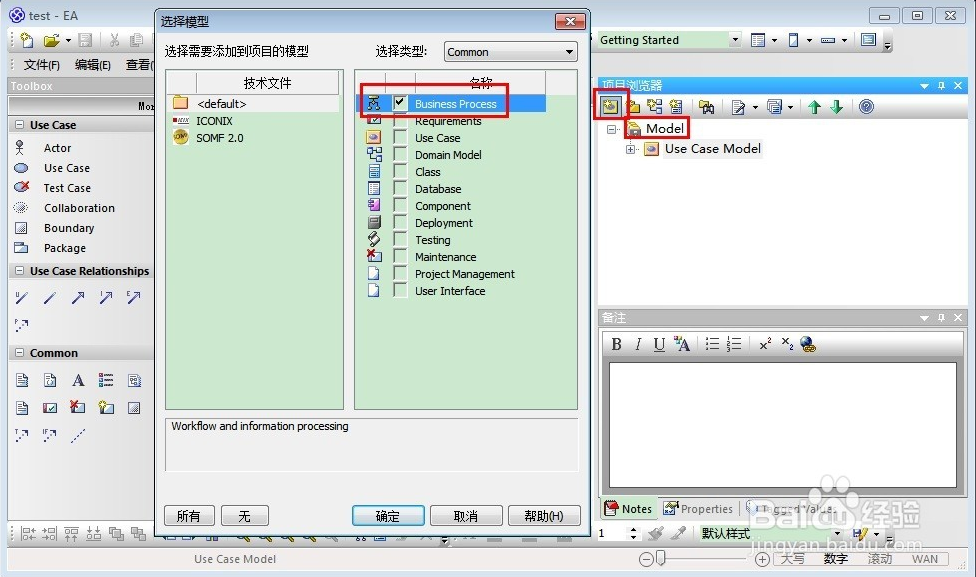 test - EA
文件(F) 编辑(E) 查看(
Toolbox
Use Case
Actor
Use Case
Test Case
Collaboration
Boundary
Package
Use Case Relationships
Common
选择模型
选择需要添加到项目的模型 选择类型: Common
技术文件
<default>
ICONIX
SOMF 2.0
名称
Business Process
Requirements
Use Case
Domain Model
Class
Database
Component
Deployment
Testing
Maintenance
Project Management
User Interface
Workflow and information processing
所有 无 确定 取消 帮助(H)
Getting Started
项目浏览器
Model
Use Case Model
备注
B I U A
Notes Properties Tagged Value
1 默认样式
Use Case Model 大写 数字 滚动 WAN
Baidu 经验
jingyan.baidu.com